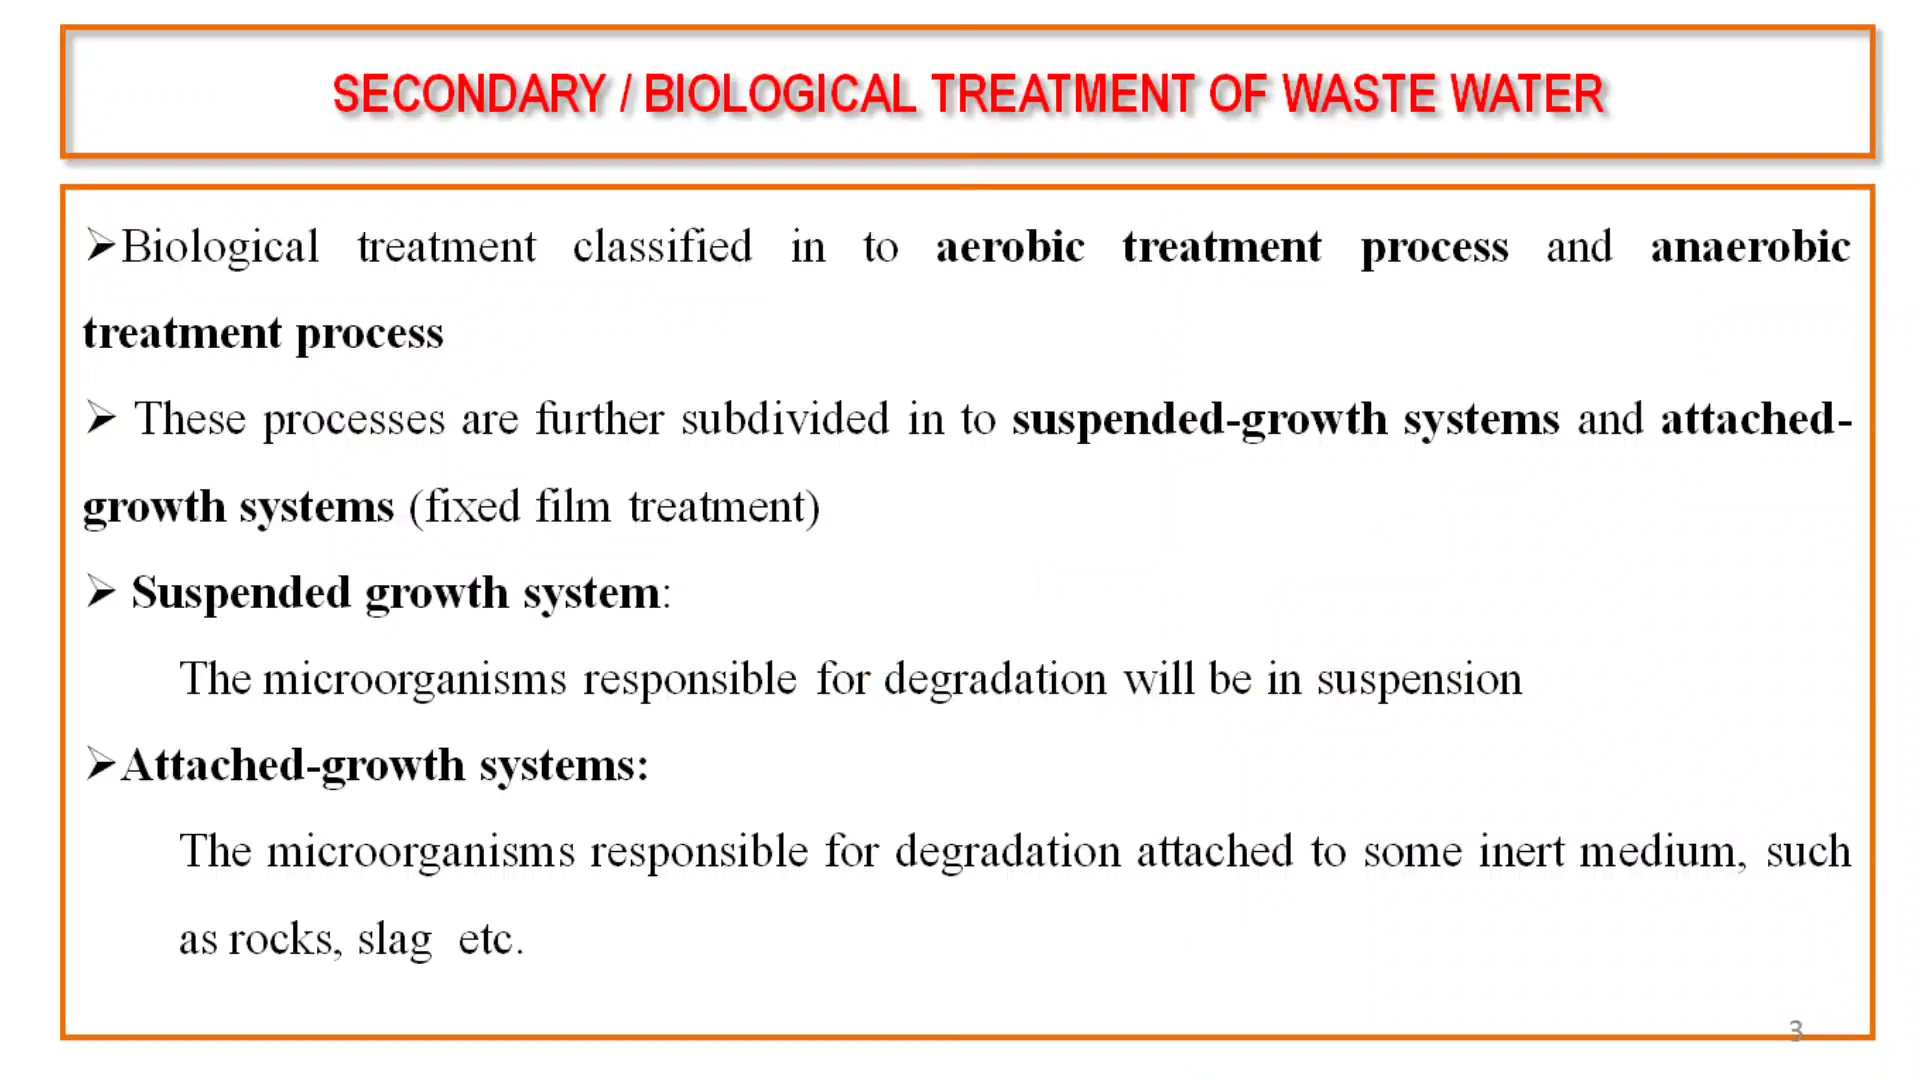 SECONDARY / BIOLOGICAL TREATMENT OF WASTE WATER
➢Biological treatment classified in to aerobic treatment process and anaerobic
treatment process
➢ These processes are further subdivided in to suspended-growth systems and attached-
growth systems (fixed film treatment)
➢ Suspended growth system:
The microorganisms responsible for degradation will be in suspension
➢Attached-growth systems:
The microorganisms responsible for degradation attached to some inert medium, such
as rocks, slag etc.
3